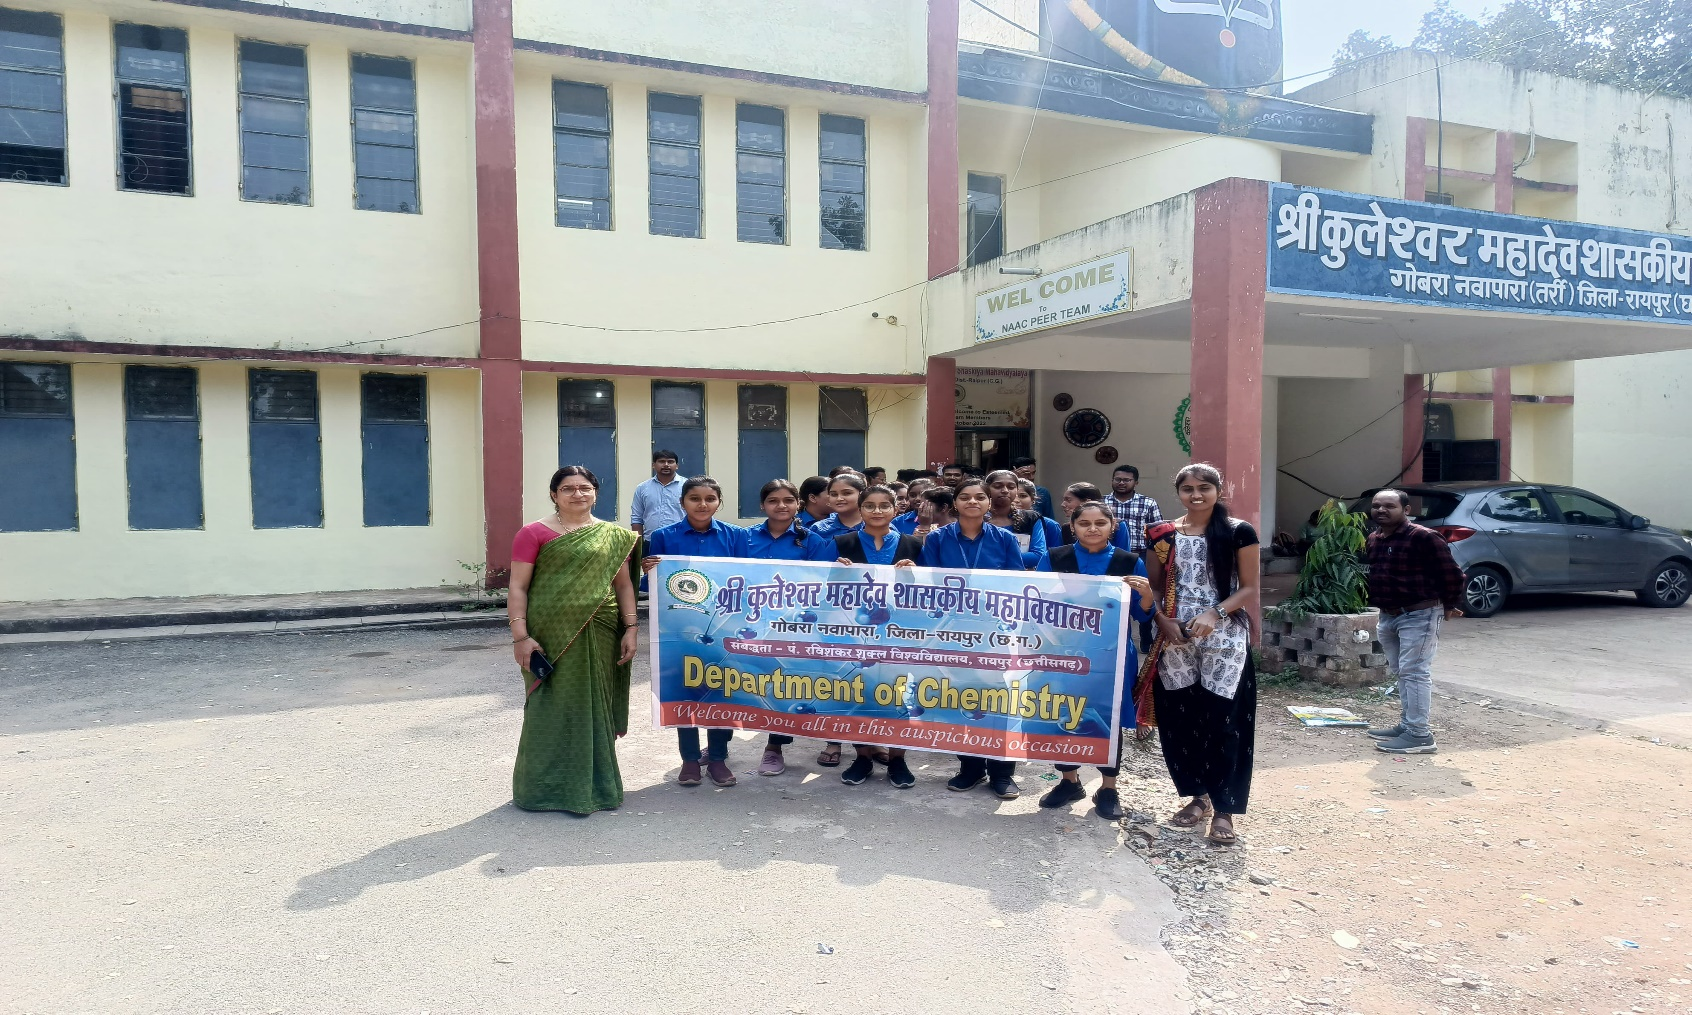 श्री कुलेश्वर महादेव शासकीय
गोबरा नवापारा (तर्री) जिला-रायपुर (छ
WEL COME
To
NAAC PEER TEAM
श्री कुलेश्वर महादेव शासकीय महाविद्यालय
गोबरा नवापारा, जिला-रायपुर (छ.ग.)
संबद्धता - पं. रविशंकर शुक्ल विश्वविद्यालय, रायपुर (छत्तीसगढ़)
Department of Chemistry
Welcome you all in this auspicious occasion